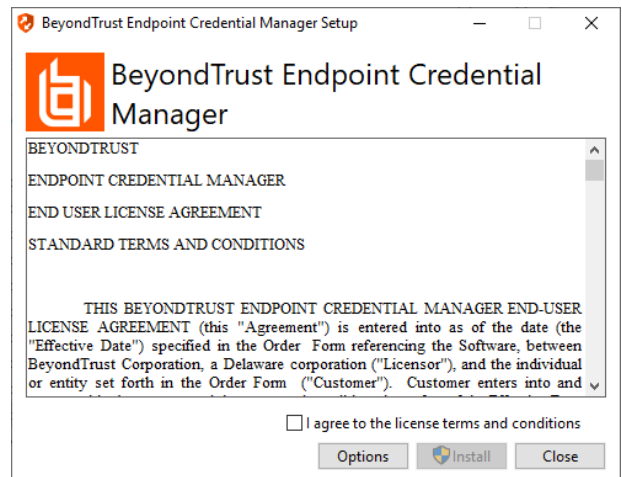 BeyondTrust Endpoint Credential Manager Setup
BeyondTrust Endpoint Credential
Manager
BEYONDTRUST
ENDPOINT CREDENTIAL MANAGER
END USER LICENSE AGREEMENT
STANDARD TERMS AND CONDITIONS
THIS BEYONDTRUST ENDPOINT CREDENTIAL MANAGER END-USER
LICENSE AGREEMENT (this "Agreement") is entered into as of the date (the
"Effective Date") specified in the Order Form referencing the Software, between
BeyondTrust Corporation, a Delaware corporation ("Licensor"), and the individual
or entity set forth in the Order Form ("Customer"). Customer enters into and
I agree to the license terms and conditions
Options Install Close